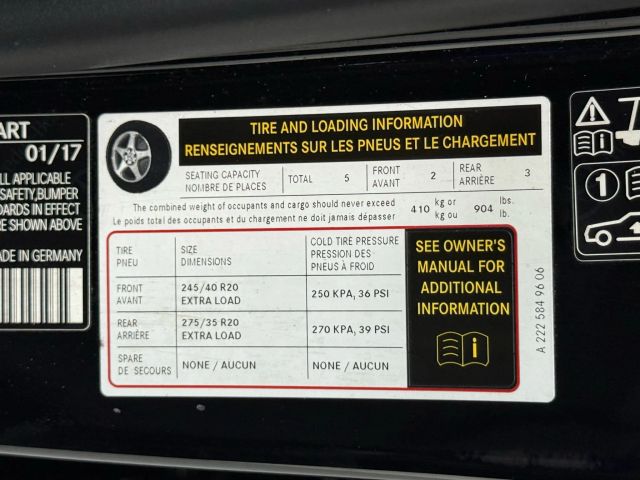 ART
01/17
LL APPLICABLE
SAFETY, BUMPER
DARDS IN EFFECT
RE SHOWN ABOVE
MADE IN GERMANY
TIRE AND LOADING INFORMATION
RENSEIGNEMENTS SUR LES PNEUS ET LE CHARGEMENT
SEATING CAPACITY TOTAL 5 FRONT 2 REAR 3
NOMBRE DE PLACES AVANT ARRIÈRE
The combined weight of occupants and cargo should never exceed 410 kg or 904 lbs.
Le poids total des occupants et du chargement ne doit jamais dépasser kg ou lb.
TIRE SIZE COLD TIRE PRESSURE
PNEU DIMENSIONS PRESSION DES
PNEUS À FROID
FRONT 245/40 R20 250 KPA, 36 PSI
AVANT EXTRA LOAD
REAR 275/35 R20 270 KPA, 39 PSI
ARRIÈRE EXTRA LOAD
SPARE NONE / AUCUN NONE / AUCUN
DE SECOURS
SEE OWNER'S
MANUAL FOR
ADDITIONAL
INFORMATION
i
A 222 584 96 06
1